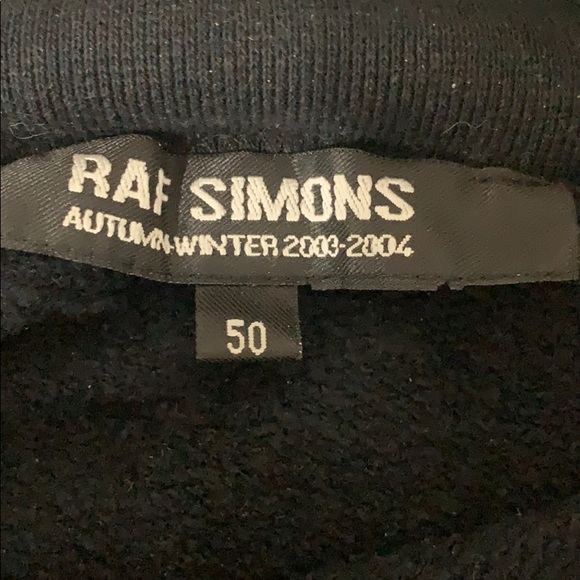 RAF SIMONS
AUTUMN-WINTER 2003-2004
50